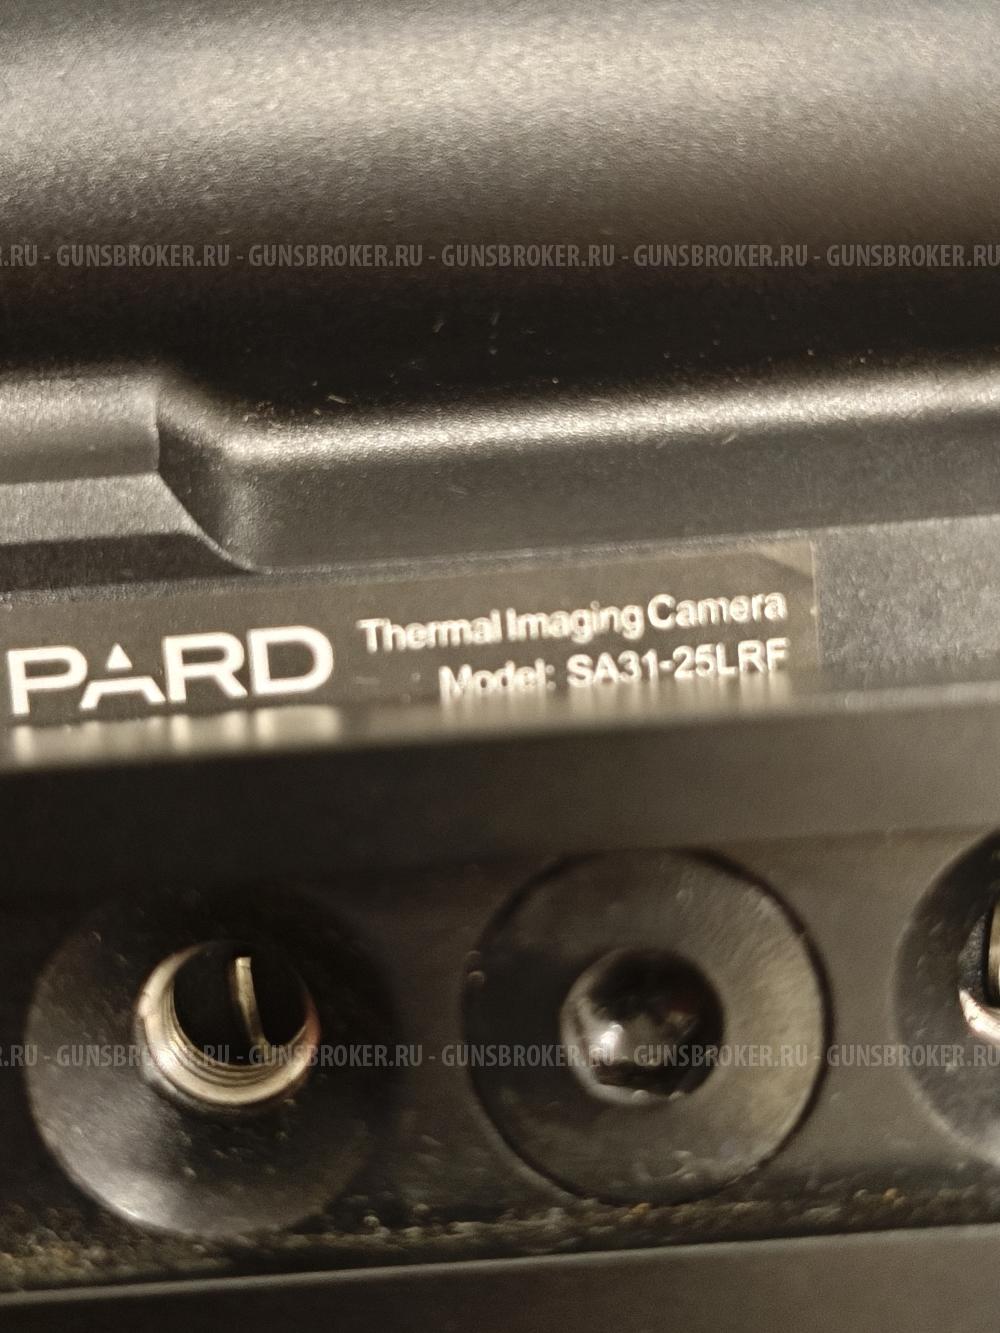 .RU - GUNSBROKER.RU - GUNSBROKER.RU - GUNSBROKER.RU - GUNSBROKER.RU - GUNSBROKER.RU
PARD
Thermal Imaging Camera
Model: SA31-25LRF
.RU - GUNSBROKER.RU - GUNSBROKER.RU - GUNSBROKER.RU - GUNSBROKER.RU - GUNSBROKER.RU